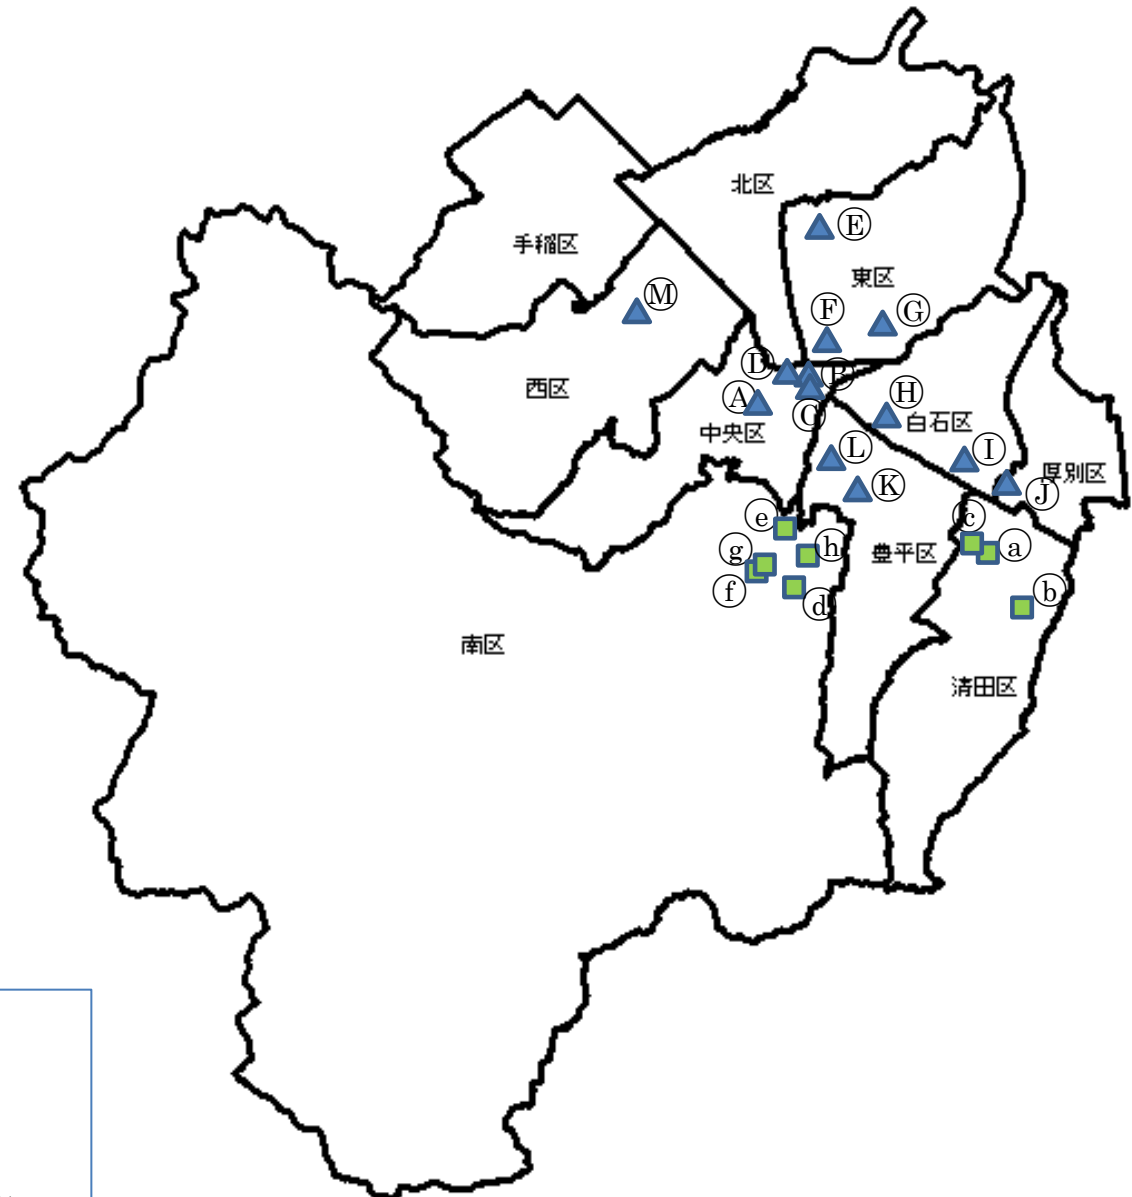 北区
Ⓔ
手稲区
東区
Ⓜ
Ⓕ
Ⓖ
Ⓓ
Ⓑ
西区
Ⓐ
Ⓒ
Ⓗ
白石区
中央区
Ⓛ
Ⓘ
厚別区
Ⓚ
Ⓙ
ⓔ
ⓒ
ⓖ
ⓗ
豊平区
ⓐ
ⓕ
ⓓ
ⓑ
南区
清田区